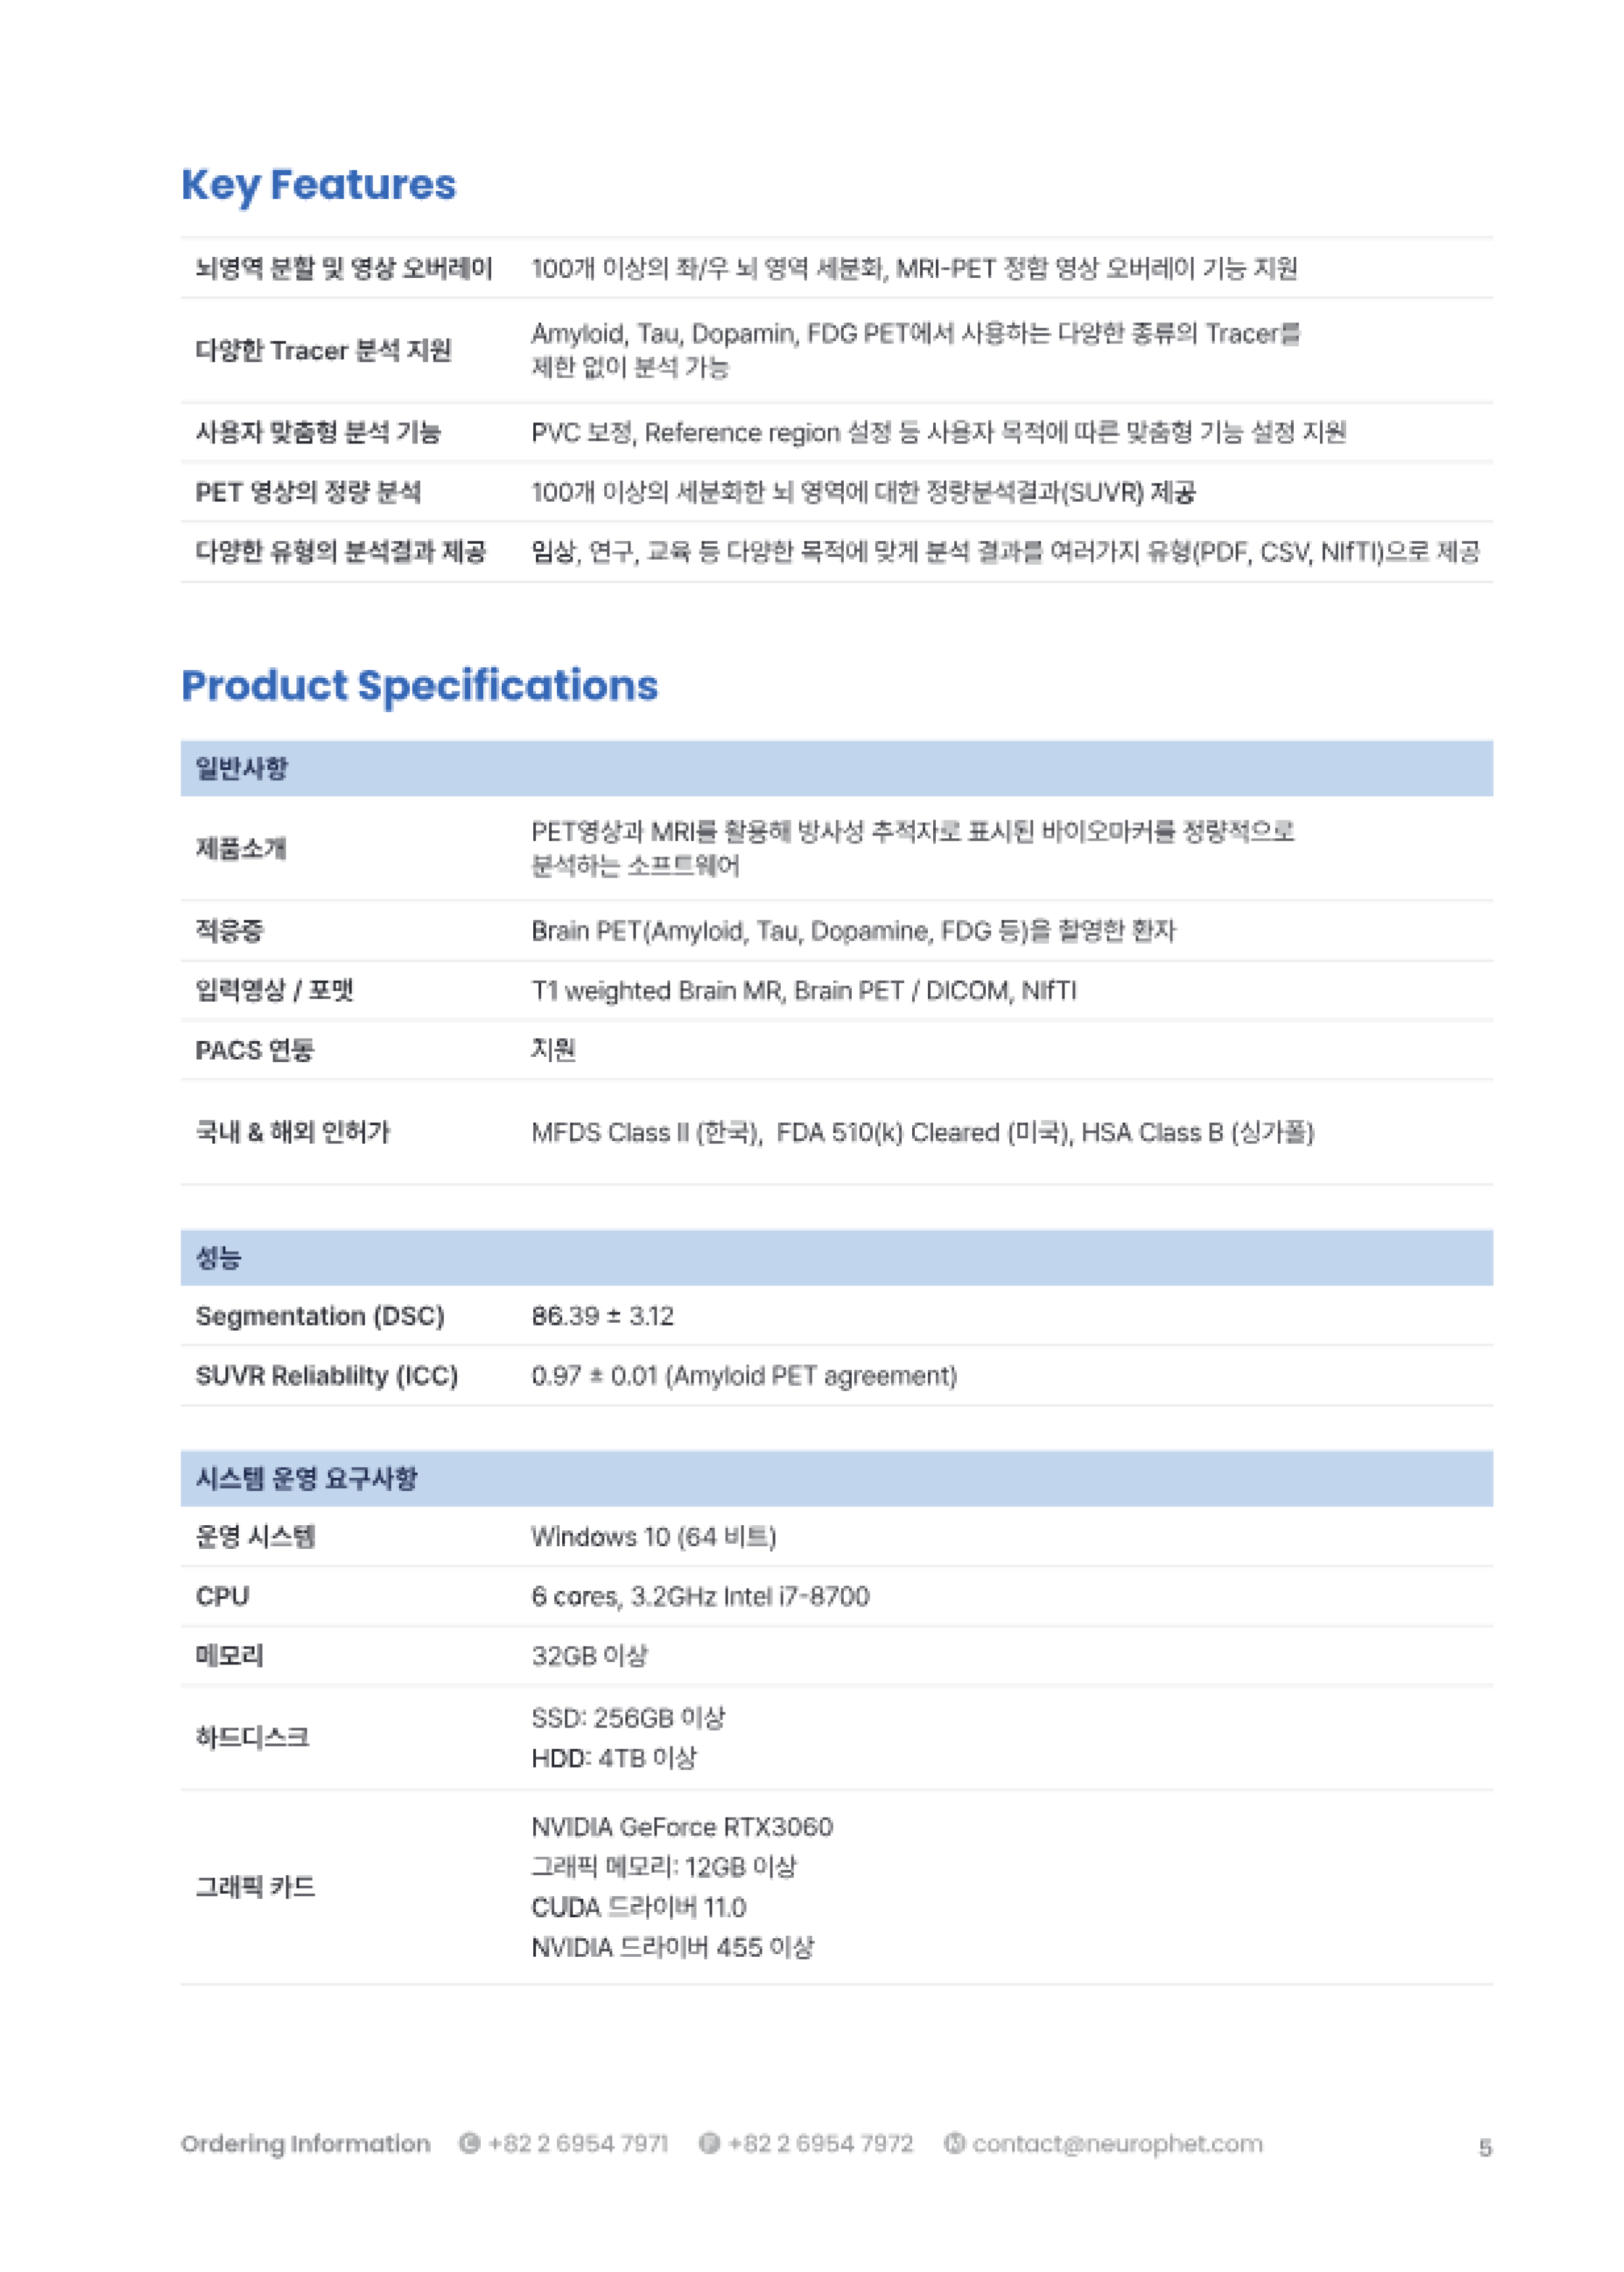 Key Features
뇌영역 분할 및 영상 오버레이 100개 이상의 좌/우 뇌 영역 세분화, MRI-PET 정합 영상 오버레이 기능 지원
다양한 Tracer 분석 지원 Amyloid, Tau, Dopamin, FDG PET에서 사용하는 다양한 종류의 Tracer를
제한 없이 분석 가능
사용자 맞춤형 분석 기능 PVC 보정, Reference region 설정 등 사용자 목적에 따른 맞춤형 기능 설정 지원
PET 영상의 정량 분석 100개 이상의 세분화한 뇌 영역에 대한 정량분석결과(SUVR) 제공
다양한 유형의 분석결과 제공 임상, 연구, 교육 등 다양한 목적에 맞게 분석 결과를 여러가지 유형(PDF, CSV, NIfTI)으로 제공
Product Specifications
일반사항
제품소개 PET영상과 MRI를 활용해 방사성 추적자로 표시된 바이오마커를 정량적으로
분석하는 소프트웨어
적응증 Brain PET(Amyloid, Tau, Dopamine, FDG 등)을 촬영한 환자
입력영상 / 포맷 T1 weighted Brain MR, Brain PET / DICOM, NIfTI
PACS 연동 지원
국내 & 해외 인허가 MFDS Class II (한국), FDA 510(k) Cleared (미국), HSA Class B (싱가폴)
성능
Segmentation (DSC) 86.39 ± 3.12
SUVR Reliablilty (ICC) 0.97 ± 0.01 (Amyloid PET agreement)
시스템 운영 요구사항
운영 시스템 Windows 10 (64 비트)
CPU 6 cores, 3.2GHz Intel i7-8700
메모리 32GB 이상
하드디스크 SSD: 256GB 이상
HDD: 4TB 이상
그래픽 카드 NVIDIA GeForce RTX3060
그래픽 메모리: 12GB 이상
CUDA 드라이버 11.0
NVIDIA 드라이버 455 이상
Ordering Information +82 2 6954 7971 +82 2 6954 7972 contact@neurophet.com 5